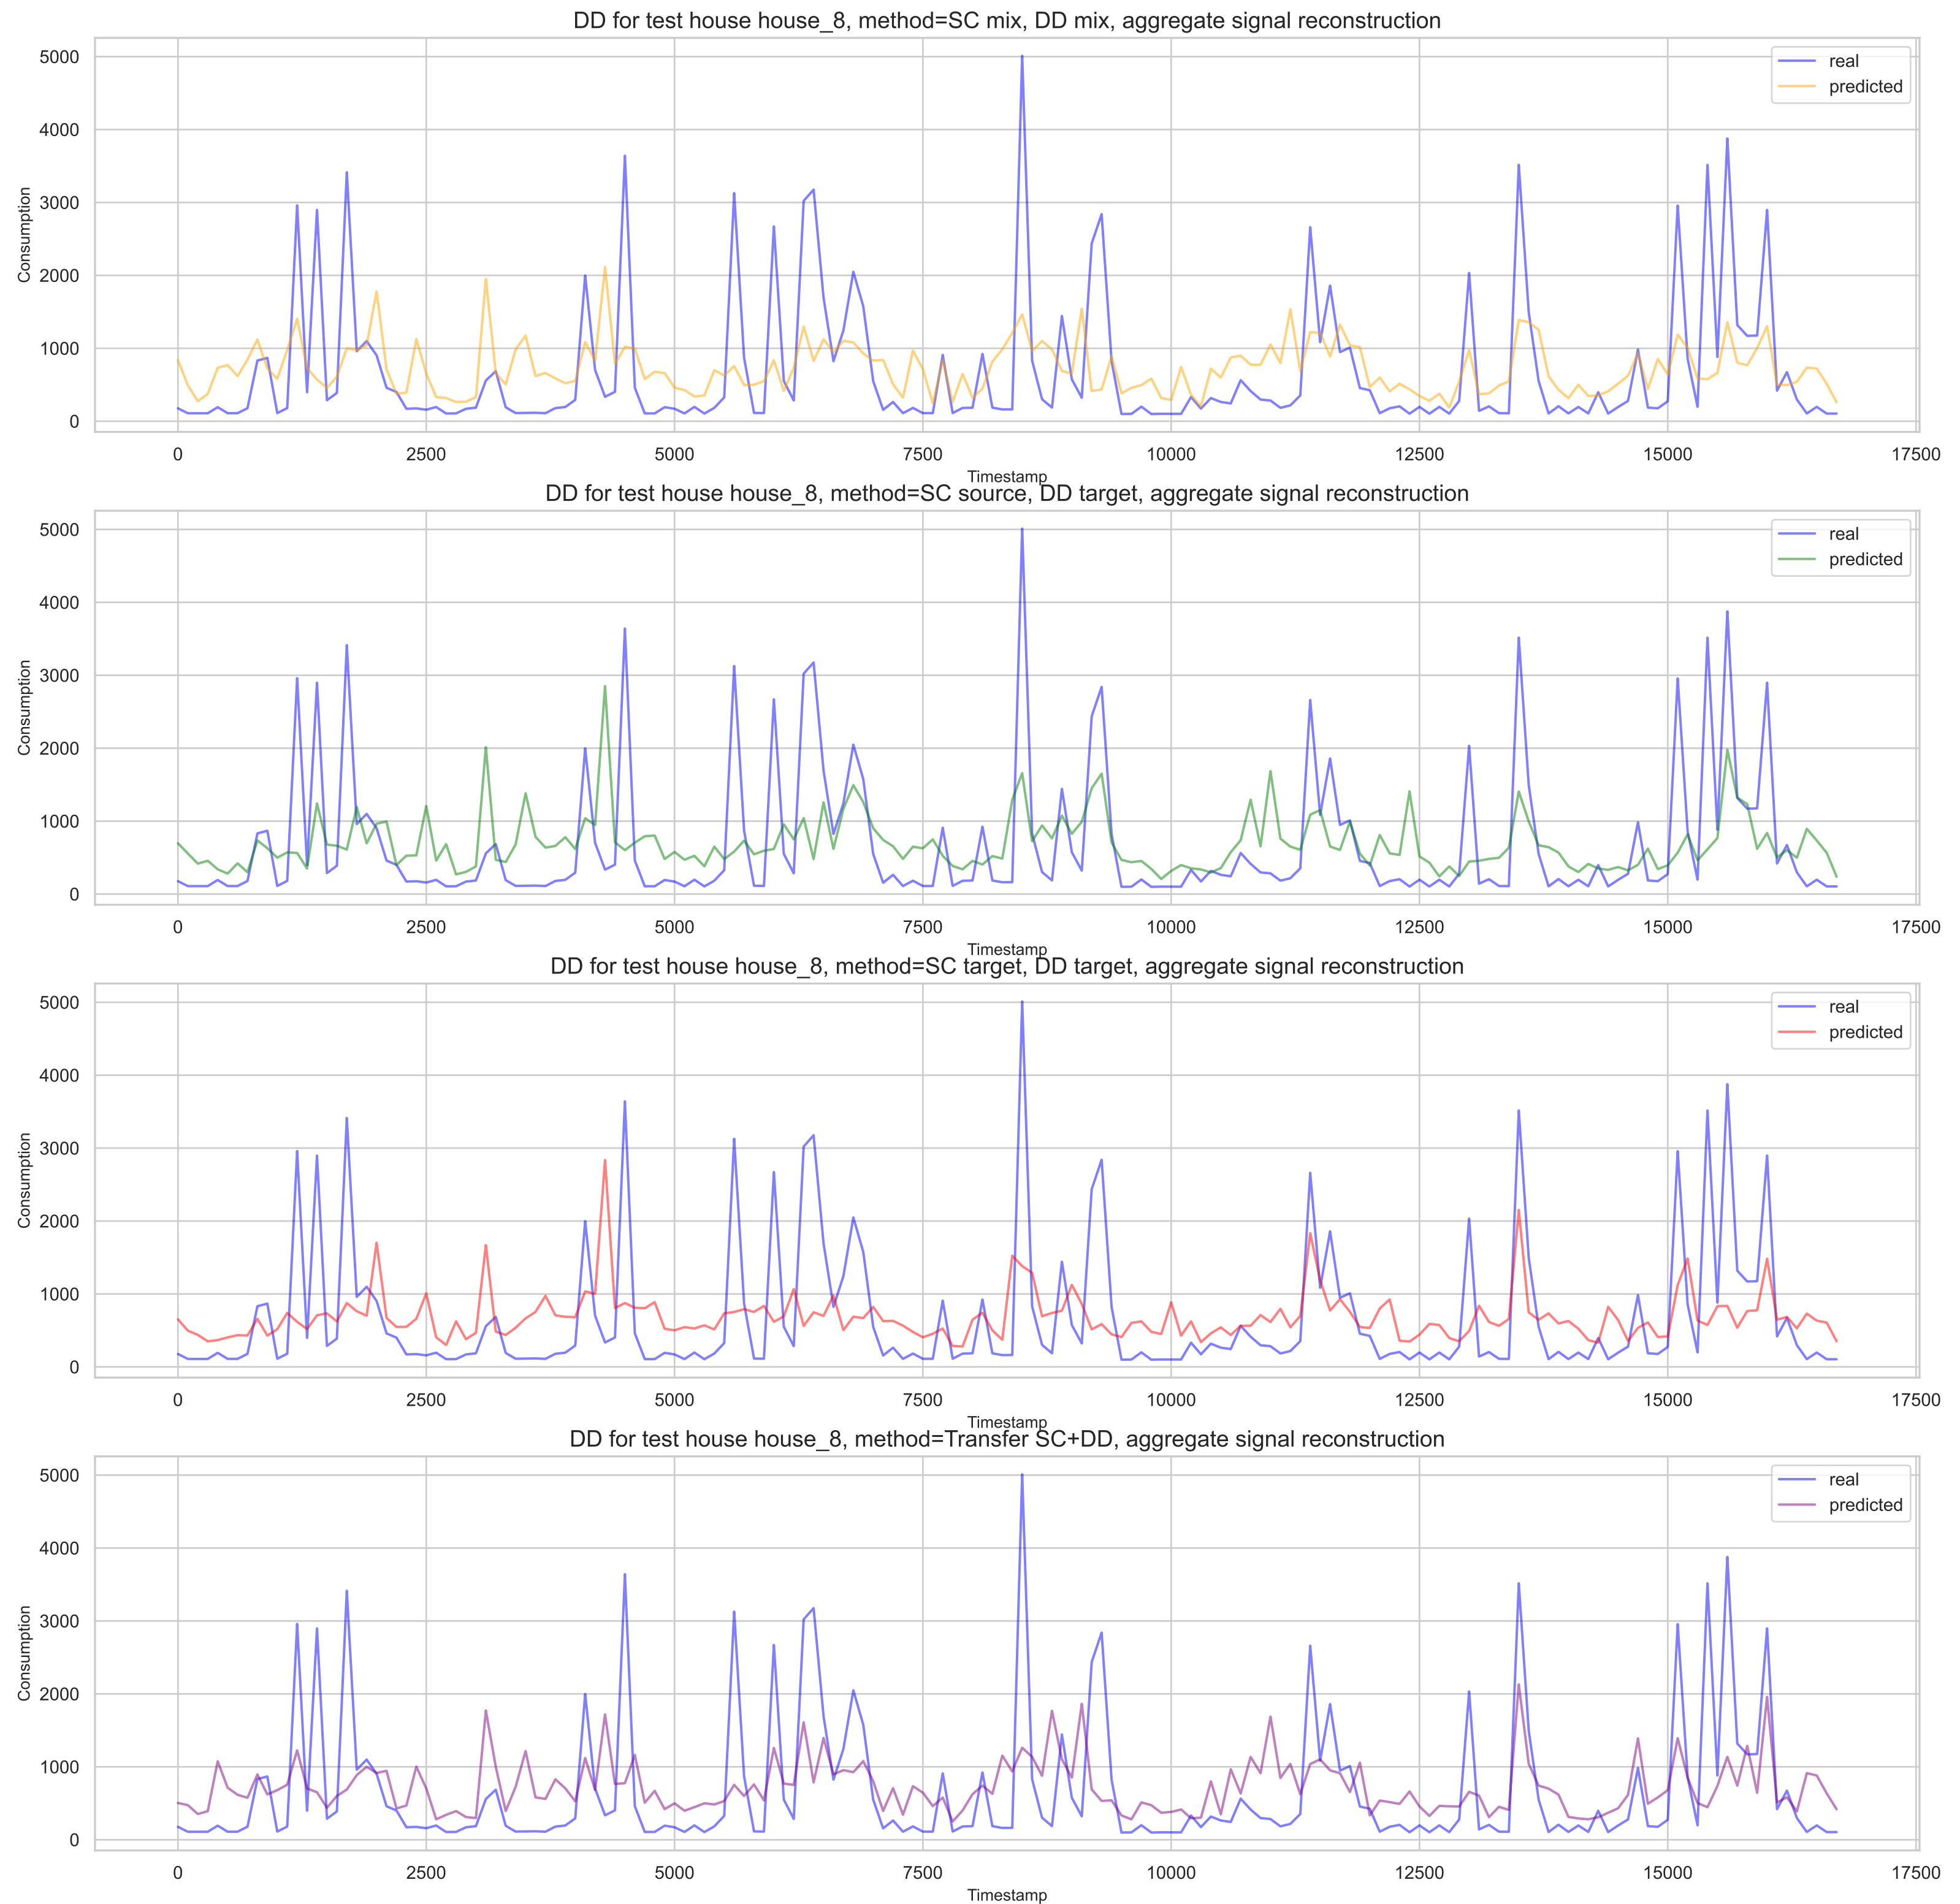 DD for test house house_8, method=SC mix, DD mix, aggregate signal reconstruction
5000
4000
3000
2000
1000
0
Consumption
real
predicted
0 2500 5000 7500 10000 12500 15000 17500
Timestamp
DD for test house house_8, method=SC source, DD target, aggregate signal reconstruction
5000
4000
3000
2000
1000
0
Consumption
real
predicted
0 2500 5000 7500 10000 12500 15000 17500
Timestamp
DD for test house house_8, method=SC target, DD target, aggregate signal reconstruction
5000
4000
3000
2000
1000
0
Consumption
real
predicted
0 2500 5000 7500 10000 12500 15000 17500
Timestamp
DD for test house house_8, method=Transfer SC+DD, aggregate signal reconstruction
5000
4000
3000
2000
1000
0
Consumption
real
predicted
0 2500 5000 7500 10000 12500 15000 17500
Timestamp